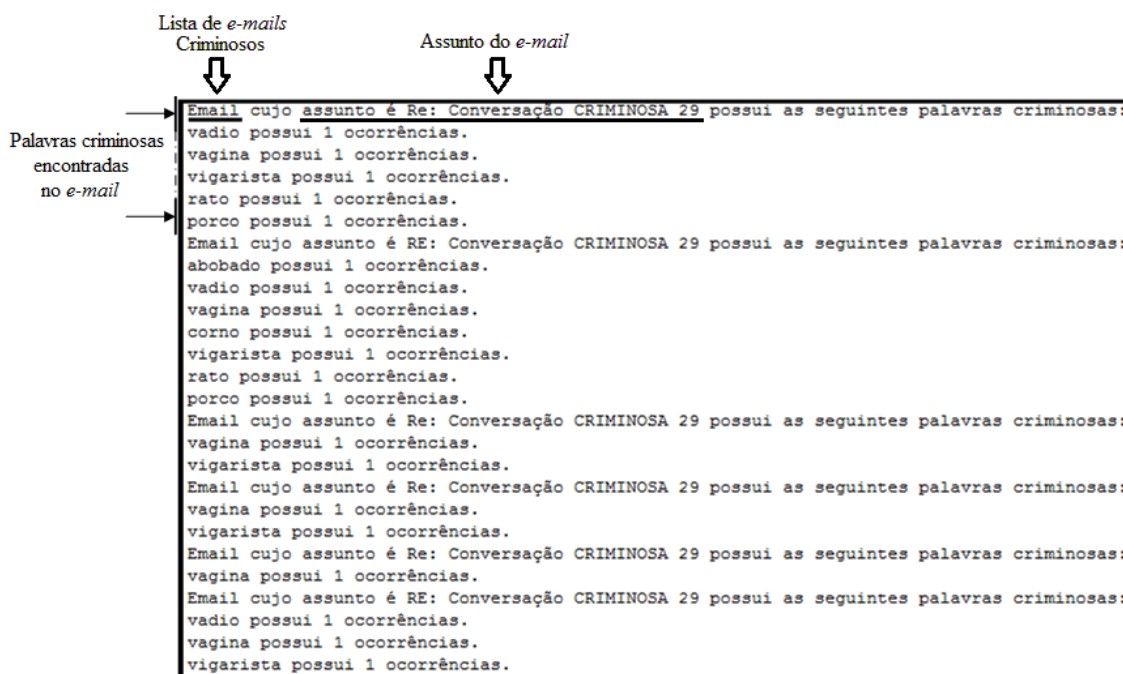 Lista de e-mails
Criminosos
Assunto do e-mail
Palavras criminosas
encontradas
no e-mail
Email cujo assunto é Re: Conversação CRIMINOSA 29 possui as seguintes palavras criminosas:
vadio possui 1 ocorrências.
vagina possui 1 ocorrências.
vigarista possui 1 ocorrências.
rato possui 1 ocorrências.
porco possui 1 ocorrências.
Email cujo assunto é RE: Conversação CRIMINOSA 29 possui as seguintes palavras criminosas:
abobado possui 1 ocorrências.
vadio possui 1 ocorrências.
vagina possui 1 ocorrências.
corno possui 1 ocorrências.
vigarista possui 1 ocorrências.
rato possui 1 ocorrências.
porco possui 1 ocorrências.
Email cujo assunto é Re: Conversação CRIMINOSA 29 possui as seguintes palavras criminosas:
vagina possui 1 ocorrências.
vigarista possui 1 ocorrências.
Email cujo assunto é Re: Conversação CRIMINOSA 29 possui as seguintes palavras criminosas:
vagina possui 1 ocorrências.
vigarista possui 1 ocorrências.
Email cujo assunto é Re: Conversação CRIMINOSA 29 possui as seguintes palavras criminosas:
vagina possui 1 ocorrências.
Email cujo assunto é RE: Conversação CRIMINOSA 29 possui as seguintes palavras criminosas:
vadio possui 1 ocorrências.
vagina possui 1 ocorrências.
vigarista possui 1 ocorrências.